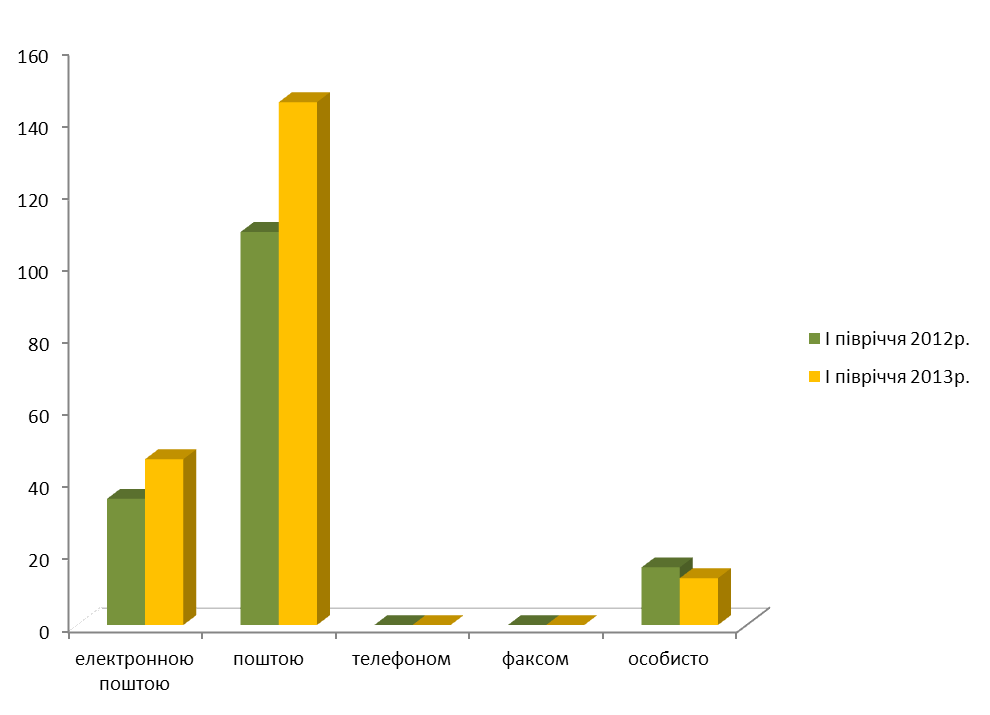 160
140
120
100
80
60
40
20
0
електронною
поштою
поштою
телефоном
факсом
особисто
І півріччя 2012р.
І півріччя 2013р.